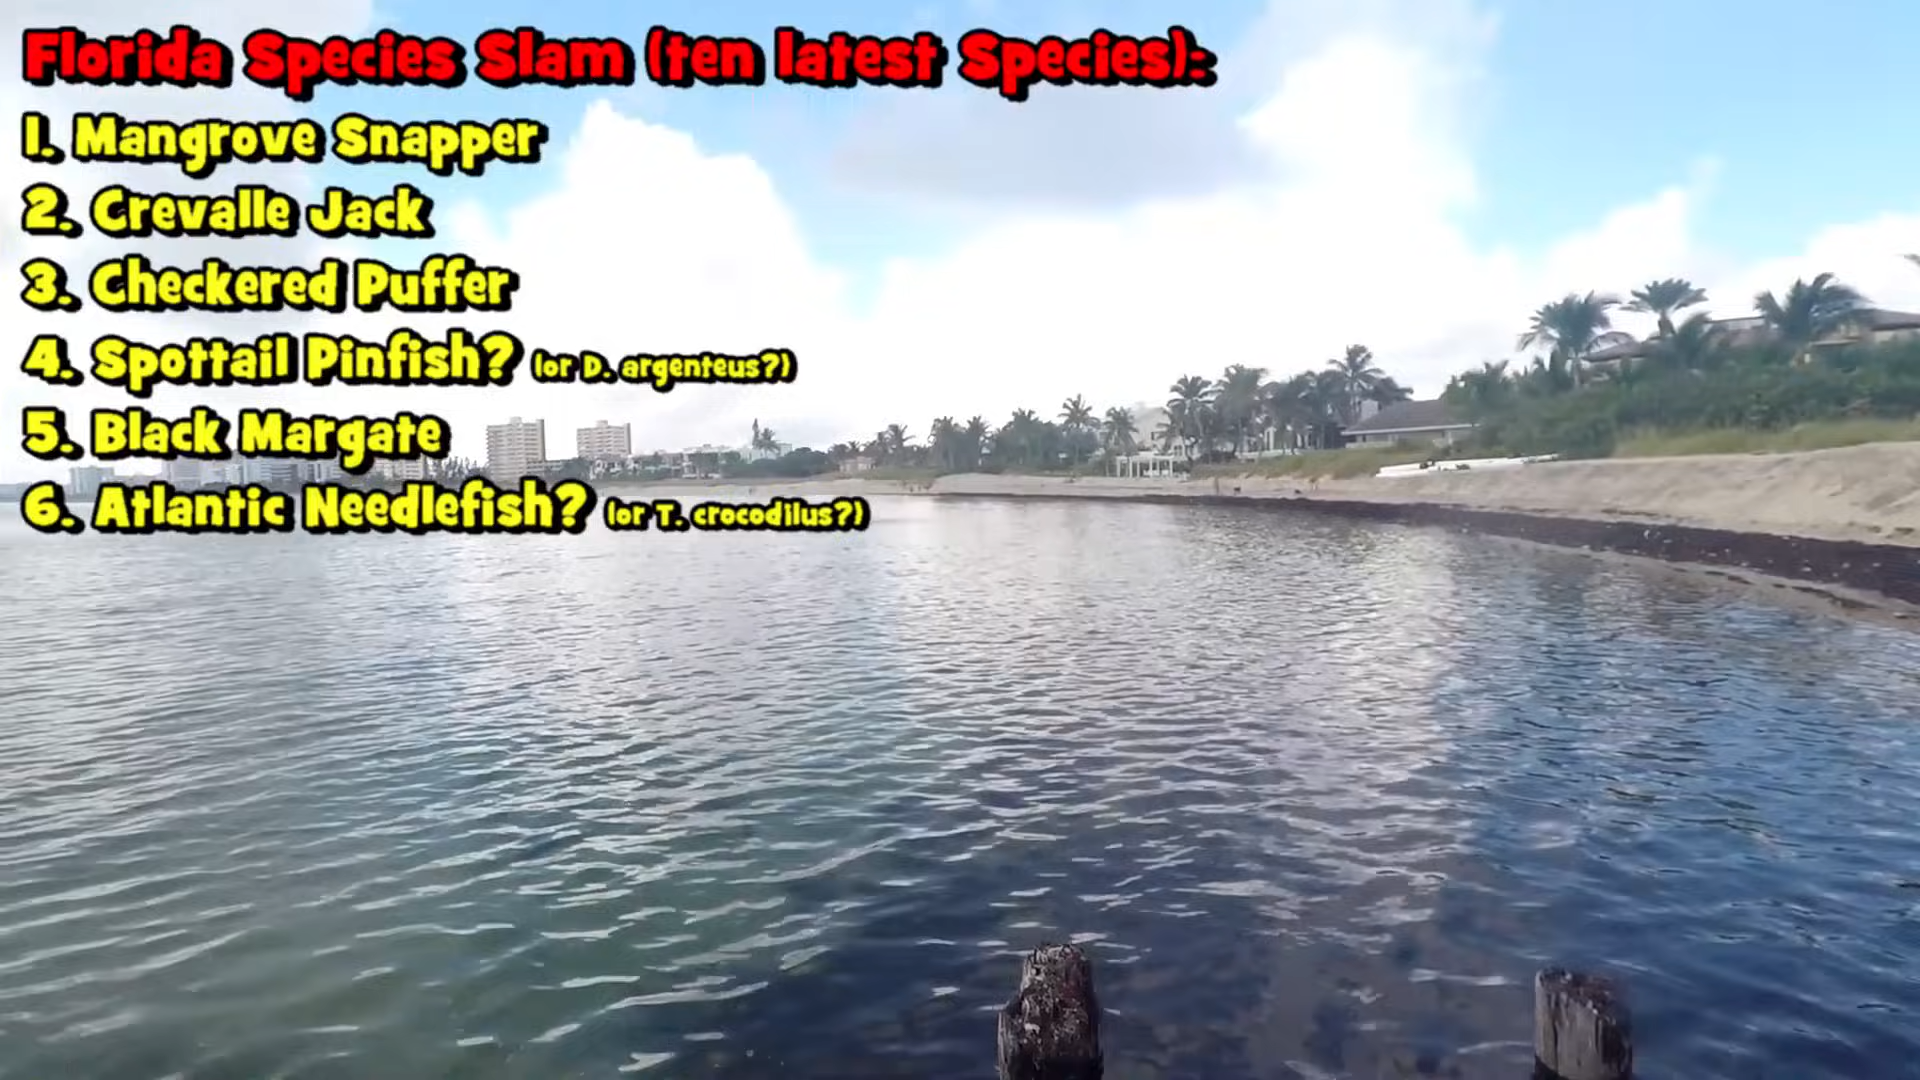 Florida Species Slam (ten latest Species):
1. Mangrove Snapper
2. Crevalle Jack
3. Checkered Puffer
4. Spottail Pinfish? (or D. argenteus?)
5. Black Margate
6. Atlantic Needlefish? (or T. crocodilus?)